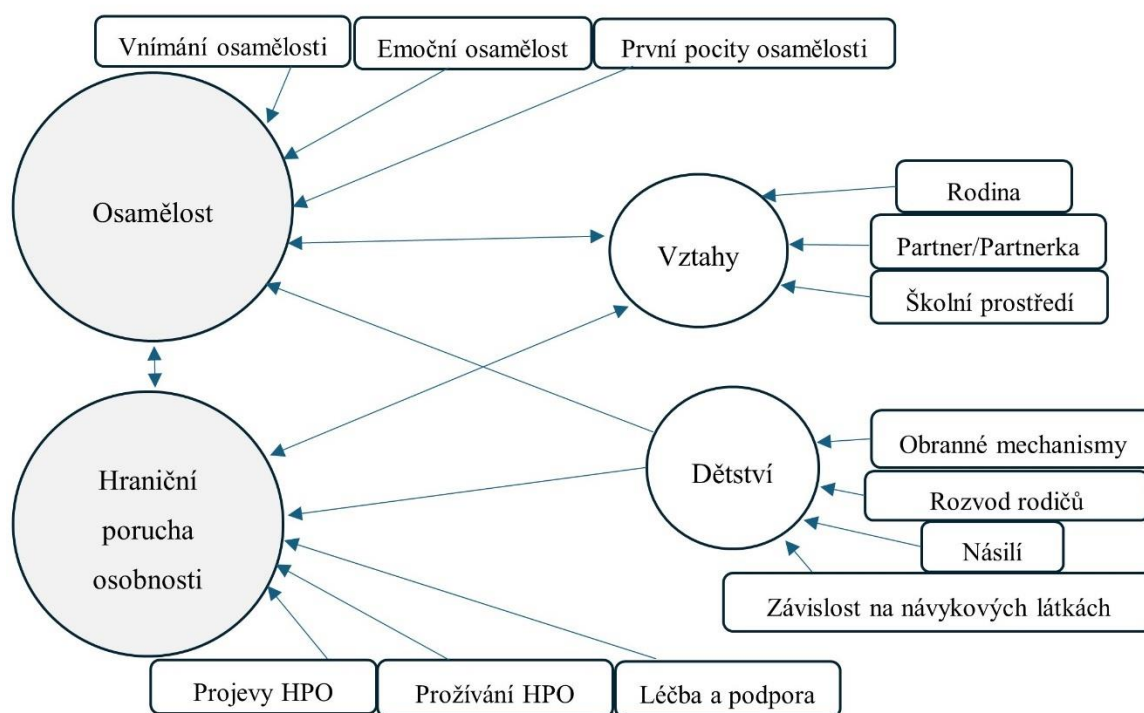 Vnímání osamělosti
Emoční osamělost
První pocity osamělosti
Osamělost
Vztahy
Rodina
Partner/Partnerka
Školní prostředí
Hraniční
porucha
osobnosti
Dětství
Obranné mechanismy
Rozvod rodičů
Násilí
Závislost na návykových látkách
Projevy HPO
Prožívání HPO
Léčba a podpora